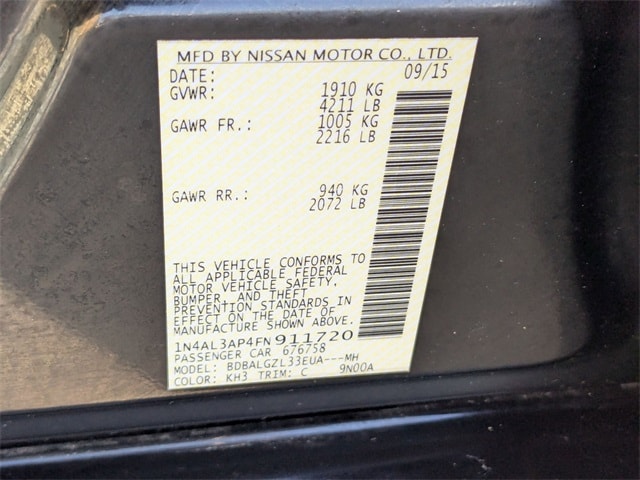 MFD BY NISSAN MOTOR CO., LTD.
DATE: 09/15
GVWR: 1910 KG
4211 LB
GAWR FR.: 1005 KG
2216 LB
GAWR RR.: 940 KG
2072 LB
THIS VEHICLE CONFORMS TO
ALL APPLICABLE FEDERAL
MOTOR VEHICLE SAFETY,
BUMPER, AND THEFT
PREVENTION STANDARDS IN
EFFECT ON THE DATE OF
MANUFACTURE SHOWN ABOVE.
1N4AL3AP4FN911720
PASSENGER CAR 676758
MODEL: BDBALGZL33EUA---MH
COLOR: KH3 TRIM: C 9N00A